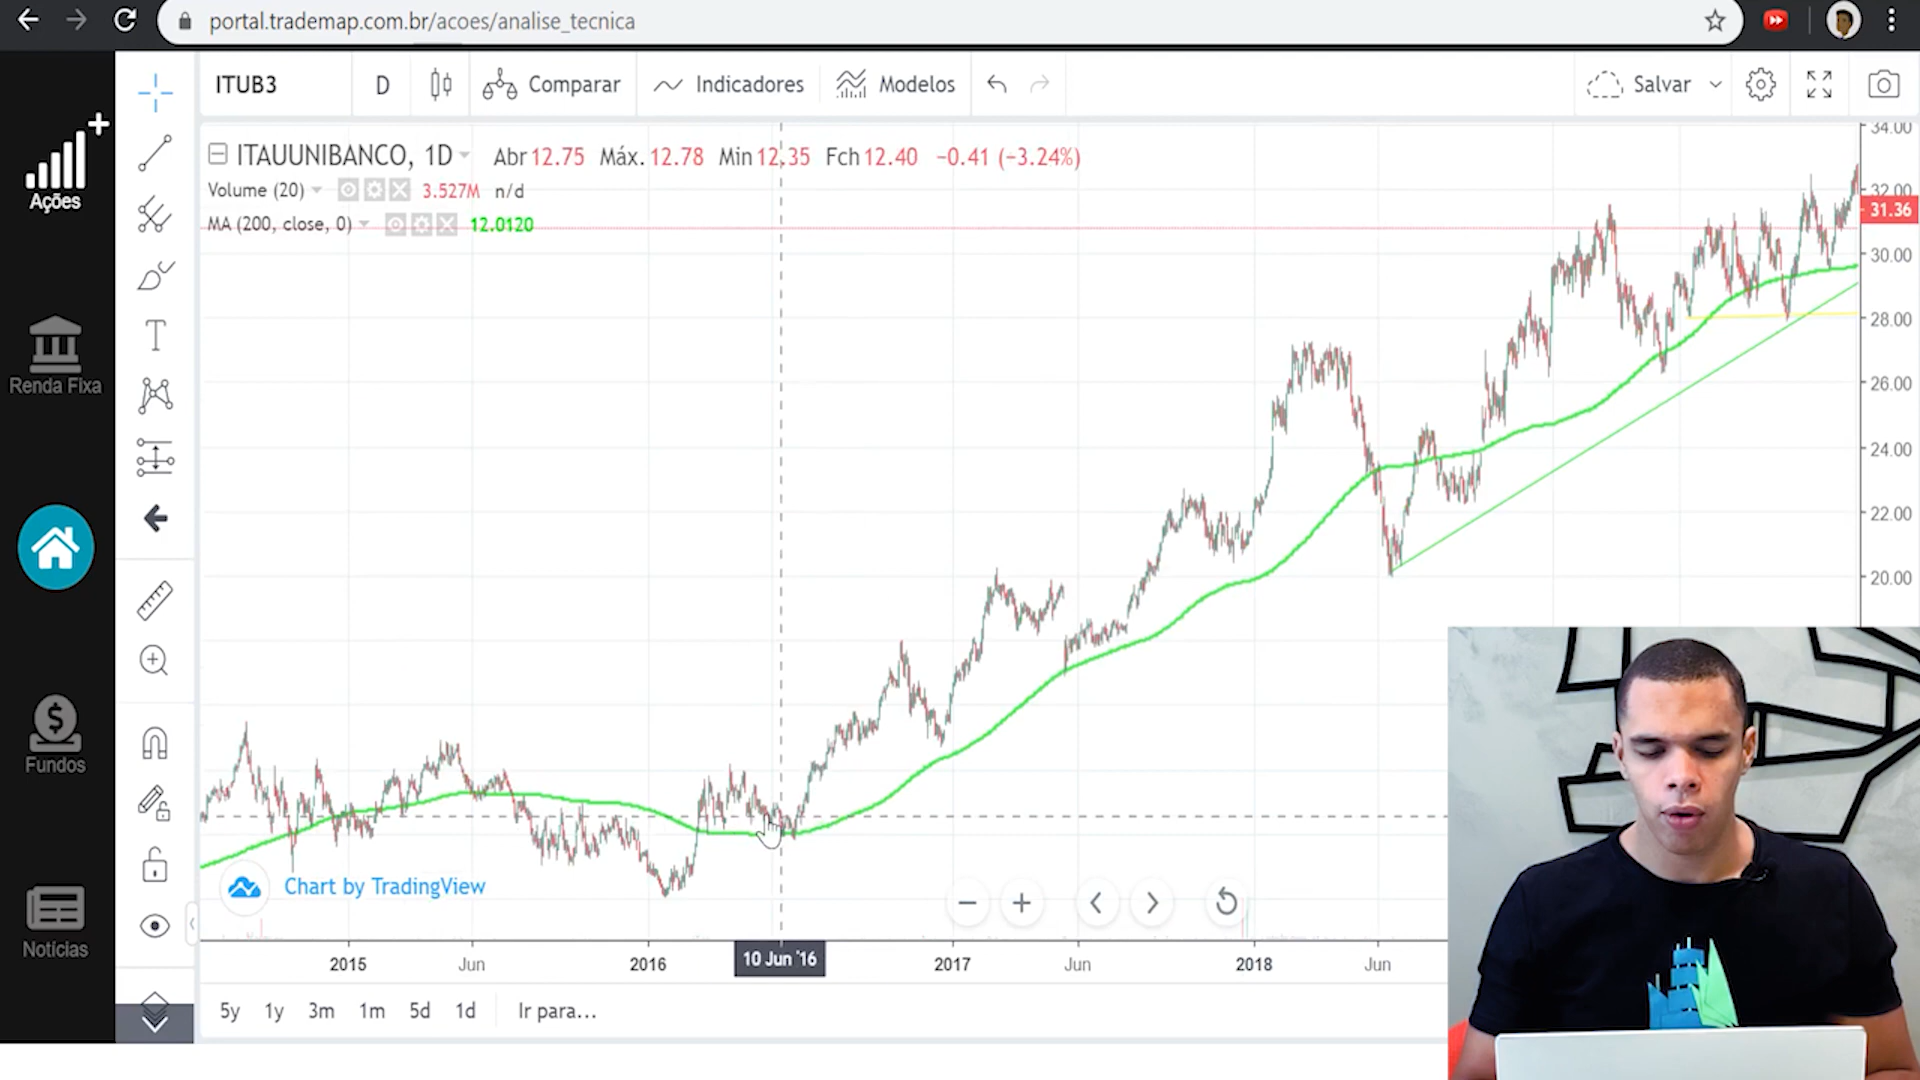 portal.trademap.com.br/acoes/analise_tecnica
ITUB3
D
Comparar
Indicadores
Modelos
Salvar
ITAUUNIBANCO, 1D
Abr 12.75 Máx. 12.78 Min 12.35 Fch 12.40 −0.41 (−3.24%)
Volume (20)
3.527M n/d
MA (200, close, 0)
12.0120
Ações
Renda Fixa
Fundos
Notícias
34.00
32.00
31.36
30.00
28.00
26.00
24.00
22.00
20.00
Chart by TradingView
2015
Jun
2016
10 Jun '16
2017
Jun
2018
Jun
5y 1y 3m 1m 5d 1d Ir para...